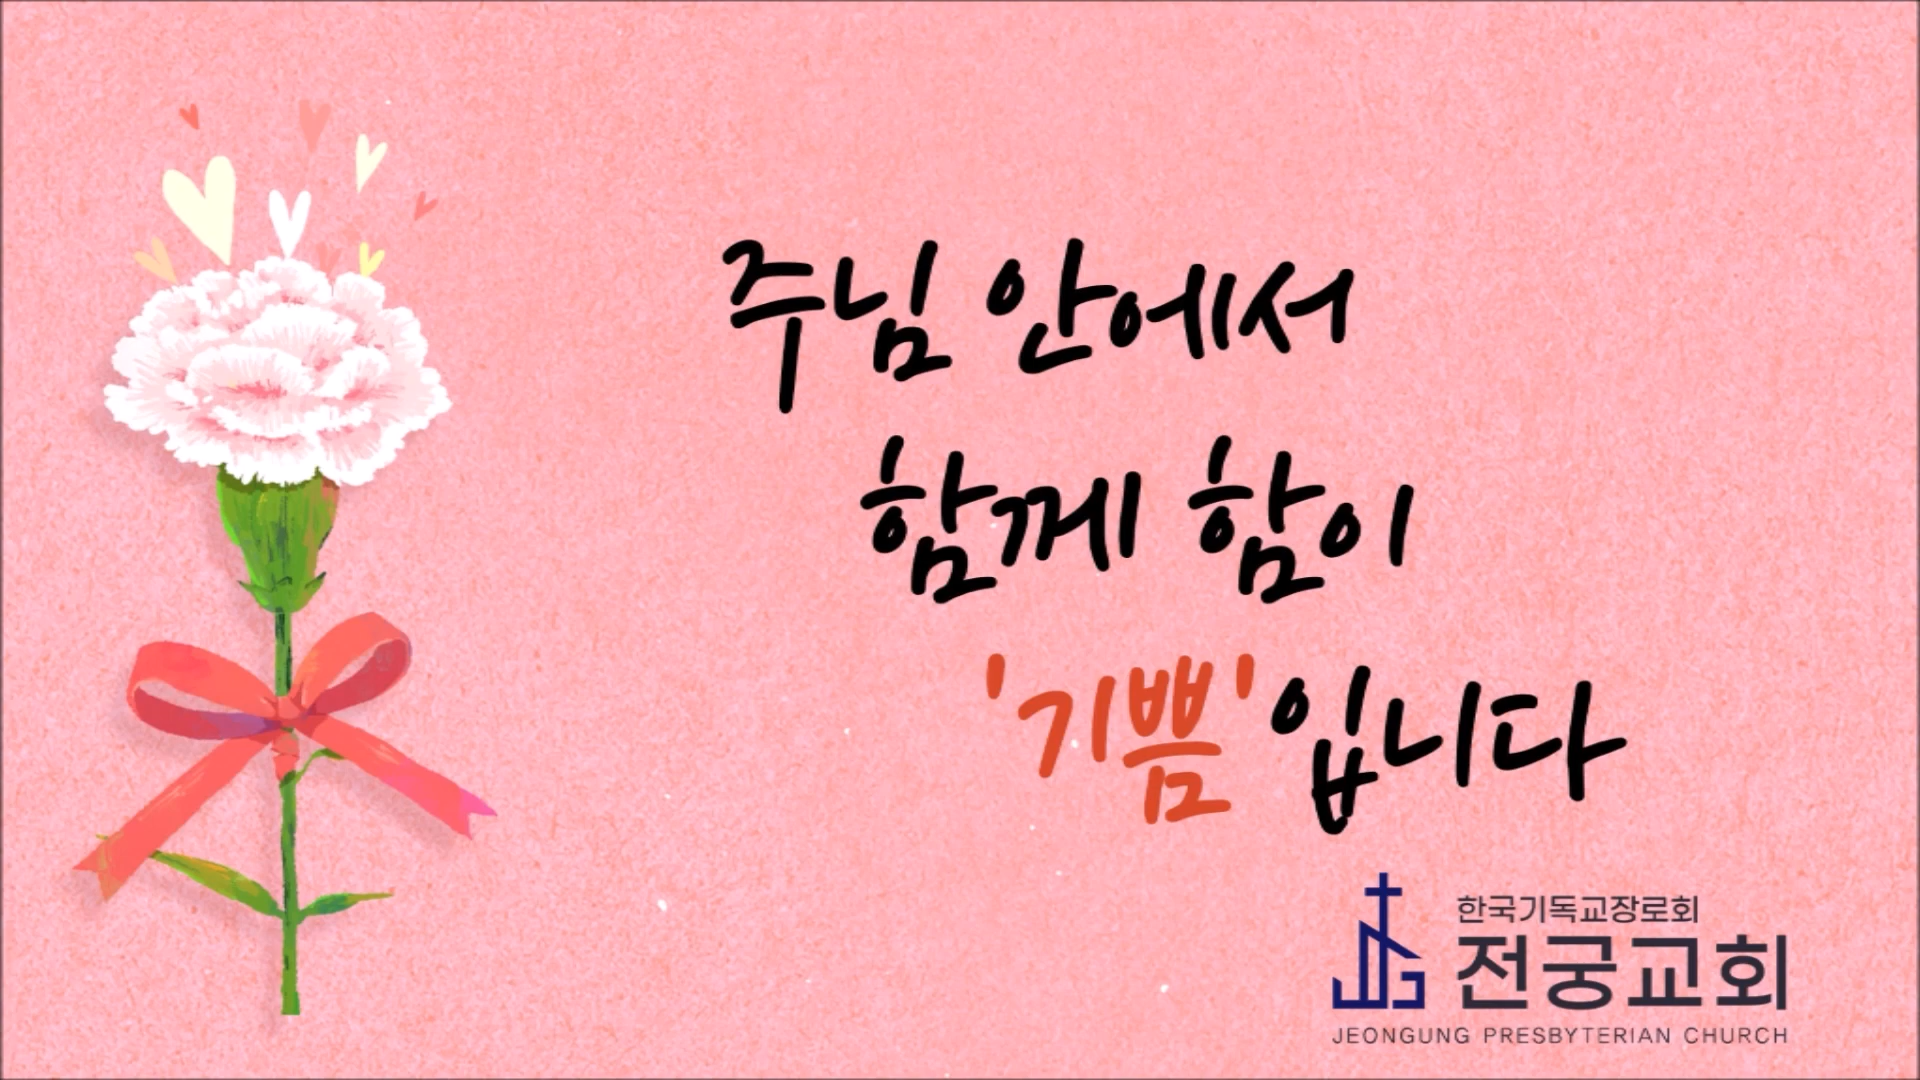 주님 안에서
함께 함이
'기쁨'입니다
한국기독교장로회
전궁교회
JEONGUNG PRESBYTERIAN CHURCH